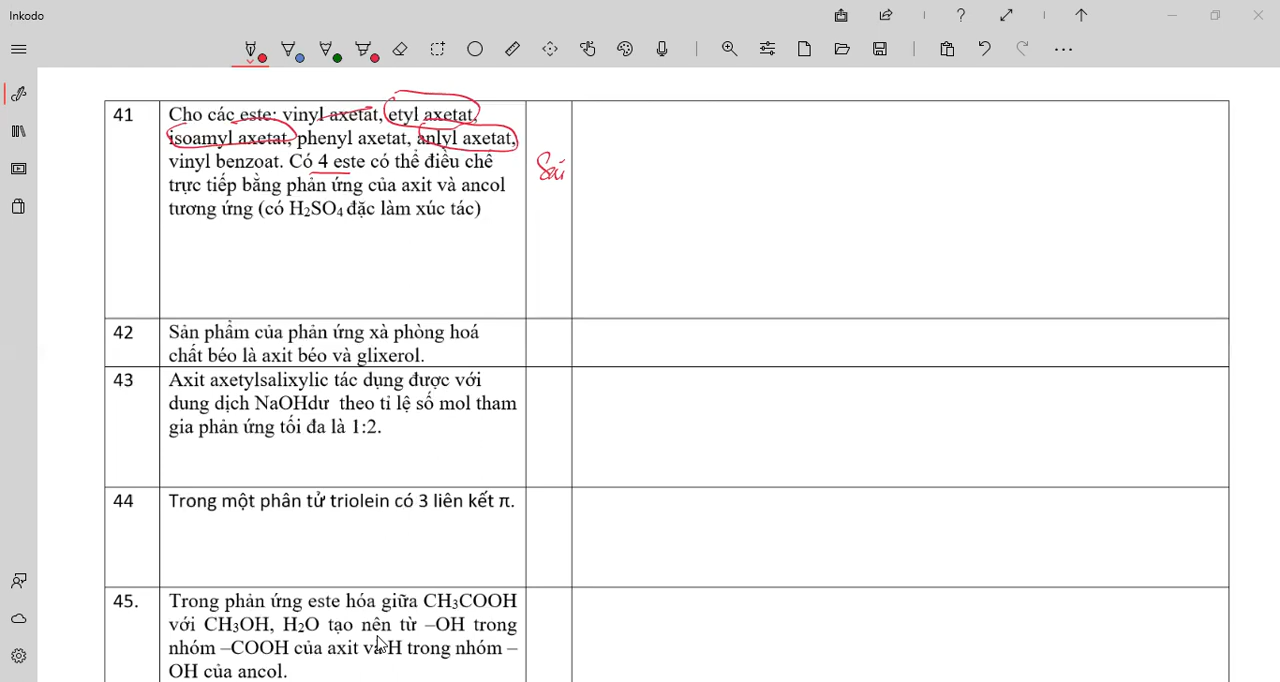 Inkodo
41
Cho các este: vinyl axetat, etyl axetat,
isoamyl axetat, phenyl axetat, anlyl axetat,
vinyl benzoat. Có 4 este có thể điều chế
trực tiếp bằng phản ứng của axit và ancol
tương ứng (có H₂SO₄ đặc làm xúc tác)
Sai
42
Sản phẩm của phản ứng xà phòng hoá
chất béo là axit béo và glixerol.
43
Axit axetylsalixylic tác dụng được với
dung dịch NaOHdư theo tỉ lệ số mol tham
gia phản ứng tối đa là 1:2.
44
Trong một phân tử triolein có 3 liên kết π.
45.
Trong phản ứng este hóa giữa CH₃COOH
với CH₃OH, H₂O tạo nên từ –OH trong
nhóm –COOH của axit và H trong nhóm –
OH của ancol.